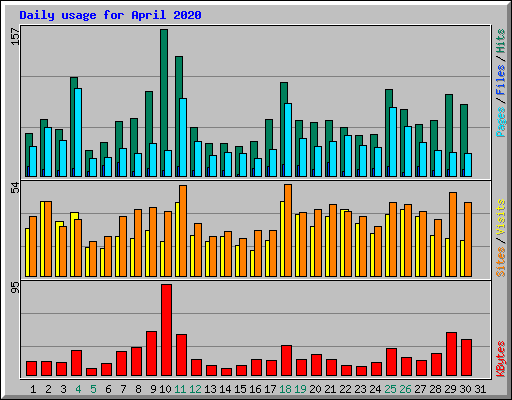 Daily usage for April 2020
157
Pages / Files / Hits
54
Sites / Visits
95
KBytes
1 2 3 4 5 6 7 8 9 10 11 12 13 14 15 16 17 18 19 20 21 22 23 24 25 26 27 28 29 30 31